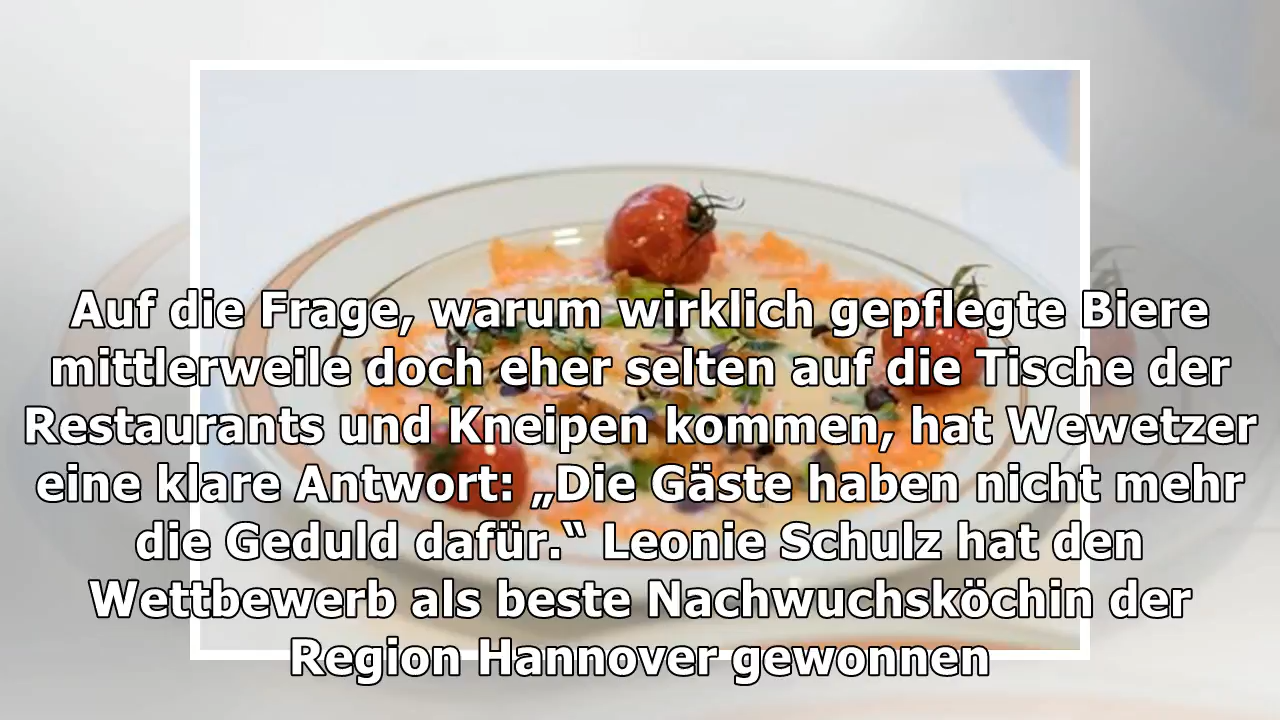 Auf die Frage, warum wirklich gepflegte Biere
mittlerweile doch eher selten auf die Tische der
Restaurants und Kneipen kommen, hat Wewetzer
eine klare Antwort: „Die Gäste haben nicht mehr
die Geduld dafür.“ Leonie Schulz hat den
Wettbewerb als beste Nachwuchsköchin der
Region Hannover gewonnen